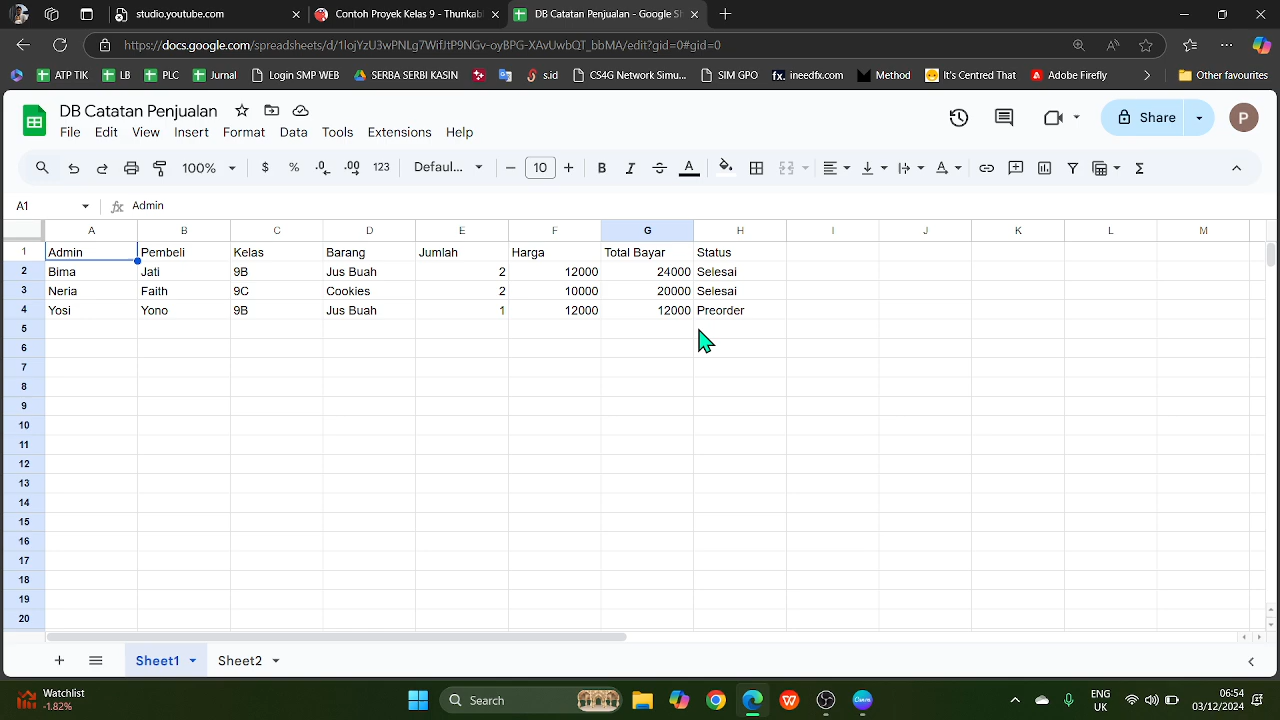 studio.youtube.com
Contoh Proyek Kelas 9 - Thunkabl
DB Catatan Penjualan - Google Sh
https://docs.google.com/spreadsheets/d/1lojYzU3wPNLg7WifJtP9NGv-oyBPG-XAvUwbQT_bbMA/edit?gid=0#gid=0
ATP TIK
LB
PLC
Jurnal
Login SMP WEB
SERBA SERBI KCISN
sid
CS4G Network Simu...
SIM GO
fx ineedfx.com
Method
It's Centred That
Adobe Firefly
Other favourites
DB Catatan Penjualan
File Edit View Insert Format Data Tools Extensions Help
Share
P
100% $ % .0 .00 123 Defaul... 10 B I A
A1 fx Admin
A B C D E F G H I J K L M
1 Admin Pembeli Kelas Barang Jumlah Harga Total Bayar Status
2 Bima Jati 9B Jus Buah 2 12000 24000 Selesai
3 Neria Faith 9C Cookies 2 10000 20000 Selesai
4 Yosi Yono 9B Jus Buah 1 12000 12000 Preorder
5
6
7
8
9
10
11
12
13
14
15
16
17
18
19
20
Sheet1 Sheet2
Watchlist
-1.82%
Search
ENG
UK
06:54
03/12/2024